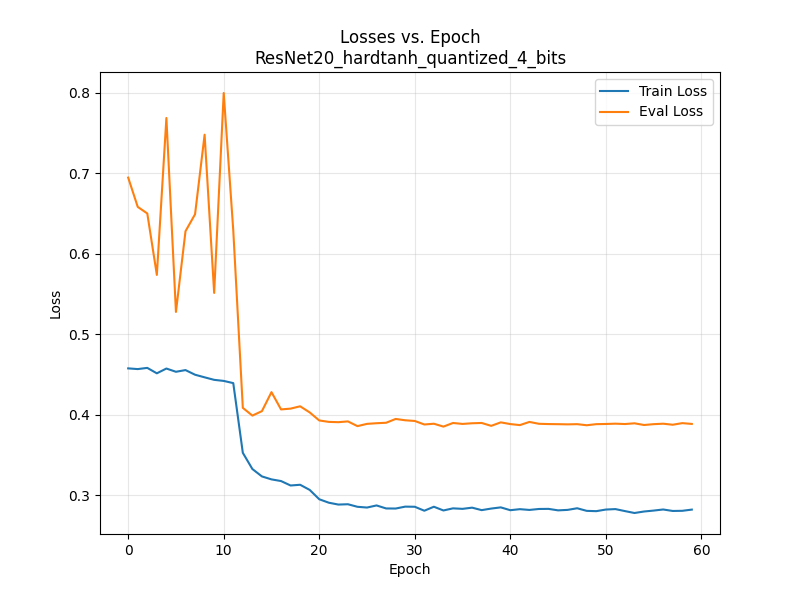 Losses vs. Epoch
ResNet20_hardtanh_quantized_4_bits
Train Loss
Eval Loss
0.8
0.7
0.6
0.5
0.4
0.3
Loss
0 10 20 30 40 50 60
Epoch